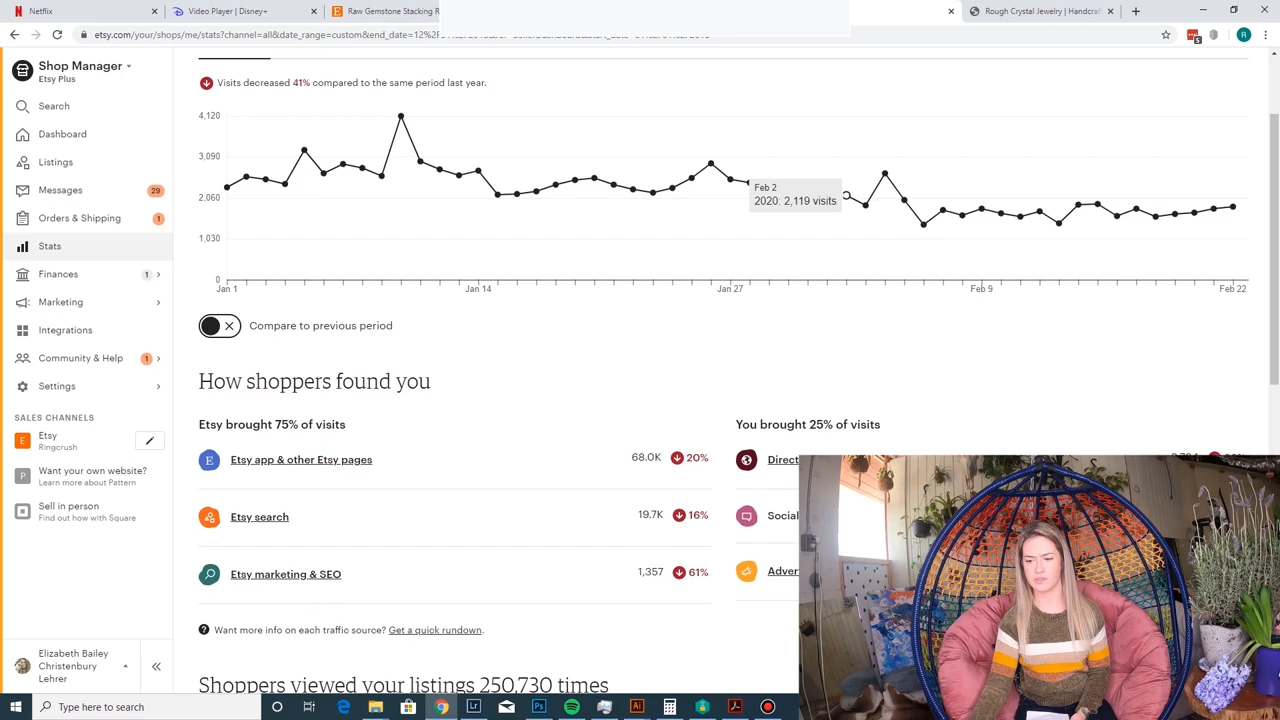 Netflix
Video Player | Disney+
Raw Gemstone Stacking R
Rough Crystal Jewelry | Handcraf
Shop Manager
Etsy Plus
Search
Dashboard
Listings
Messages 29
Orders & Shipping 1
Stats
Finances 1
Marketing
Integrations
Community & Help 1
Settings
SALES CHANNELS
E Etsy
Ringcrush
P Want your own website?
Learn more about Pattern
Sell in person
Find out how with Square
Elizabeth Bailey
Christenbury
Lehrer
Visits decreased 41% compared to the same period last year.
4,120
3,090
2,060
1,030
0
Feb 2
2020: 2,119 visits
Jan 1 Jan 14 Jan 27 Feb 9 Feb 22
Compare to previous period
How shoppers found you
Etsy brought 75% of visits
You brought 25% of visits
E Etsy app & other Etsy pages 68.0K 20%
Direct
Etsy search 19.7K 16%
Social
Etsy marketing & SEO 1,357 61%
Adver
Want more info on each traffic source? Get a quick rundown.
Shoppers viewed your listings 250,730 times
Type here to search